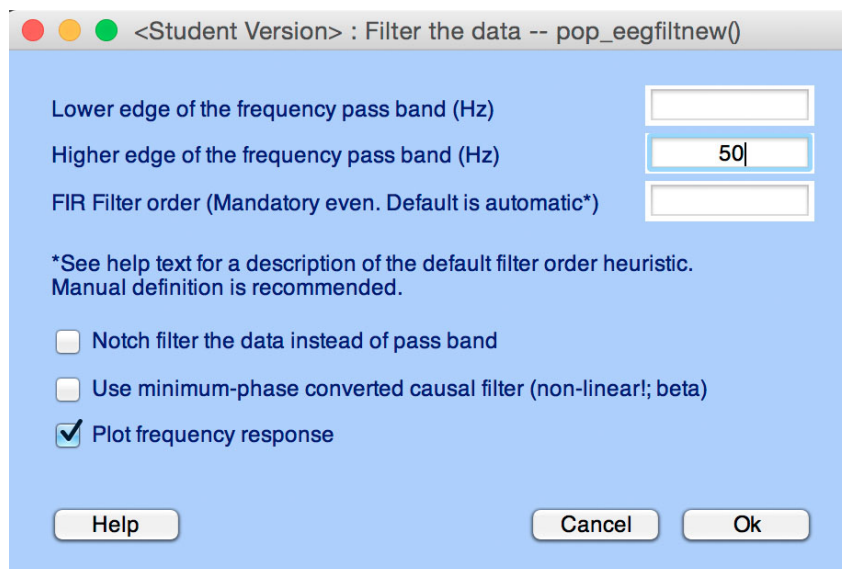 <Student Version> : Filter the data -- pop_eegfiltnew()
Lower edge of the frequency pass band (Hz)
Higher edge of the frequency pass band (Hz) 50
FIR Filter order (Mandatory even. Default is automatic*)
*See help text for a description of the default filter order heuristic.
Manual definition is recommended.
Notch filter the data instead of pass band
Use minimum-phase converted causal filter (non-linear!; beta)
Plot frequency response
Help Cancel Ok